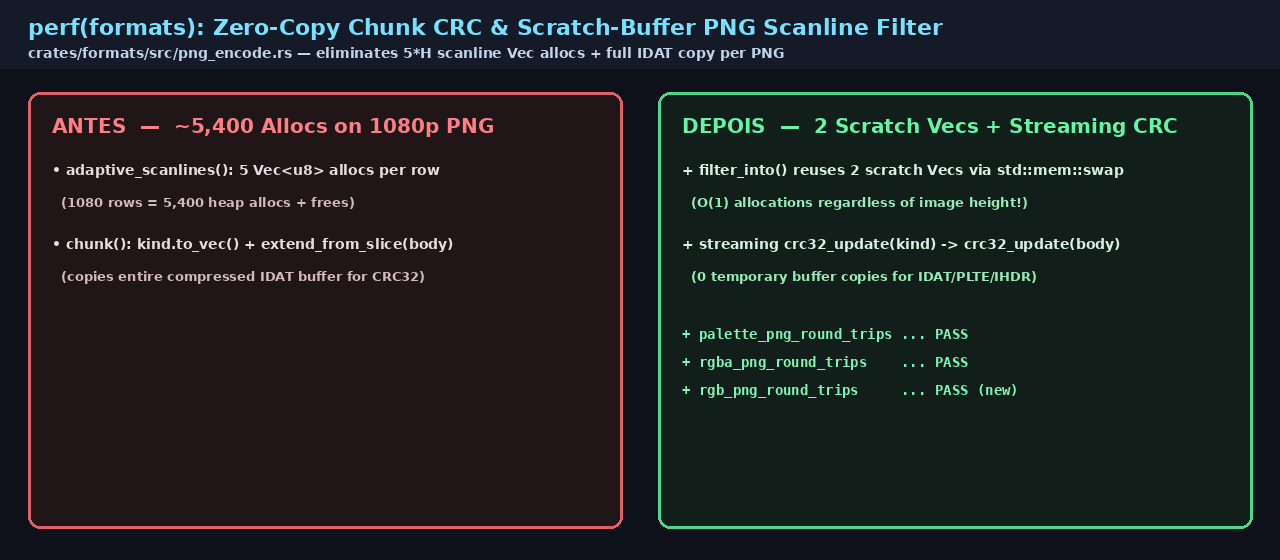 perf(formats): Zero-Copy Chunk CRC & Scratch-Buffer PNG Scanline Filter
crates/formats/src/png_encode.rs — eliminates 5*H scanline Vec allocs + full IDAT copy per PNG
ANTES — ~5,400 Allocs on 1080p PNG
• adaptive_scanlines(): 5 Vec<u8> allocs per row
(1080 rows = 5,400 heap allocs + frees)
• chunk(): kind.to_vec() + extend_from_slice(body)
(copies entire compressed IDAT buffer for CRC32)
DEPOIS — 2 Scratch Vecs + Streaming CRC
+ filter_into() reuses 2 scratch Vecs via std::mem::swap
(O(1) allocations regardless of image height!)
+ streaming crc32_update(kind) -> crc32_update(body)
(0 temporary buffer copies for IDAT/PLTE/IHDR)
+ palette_png_round_trips ... PASS
+ rgba_png_round_trips    ... PASS
+ rgb_png_round_trips     ... PASS (new)